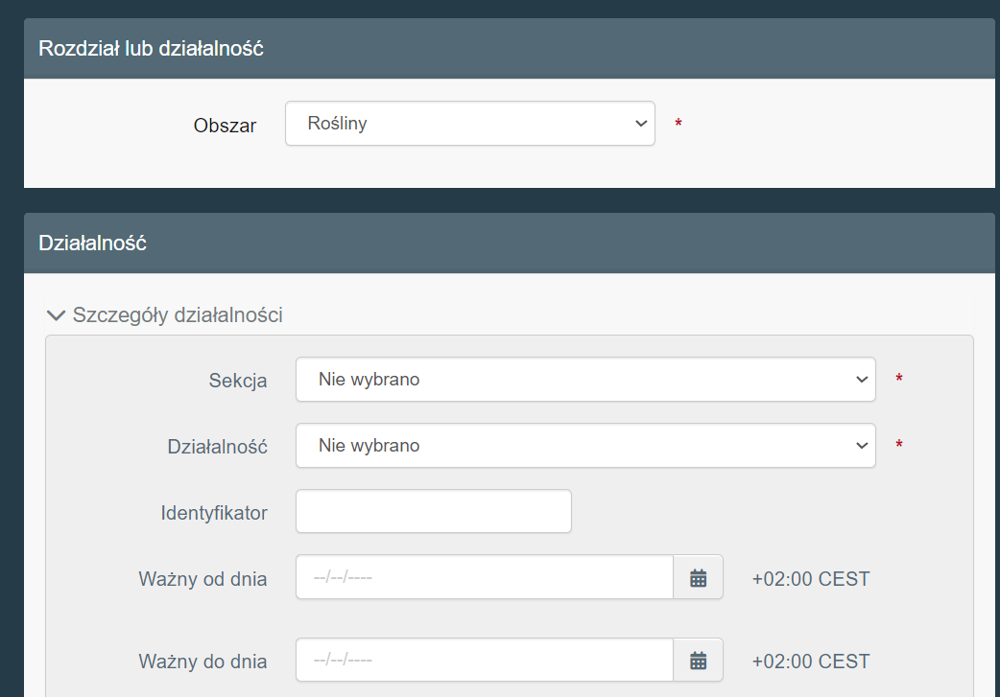 Rozdział lub działalność
Obszar Rośliny *
Działalność
Szczegóły działalności
Sekcja Nie wybrano *
Działalność Nie wybrano *
Identyfikator
Ważny od dnia --/--/---- +02:00 CEST
Ważny do dnia --/--/---- +02:00 CEST